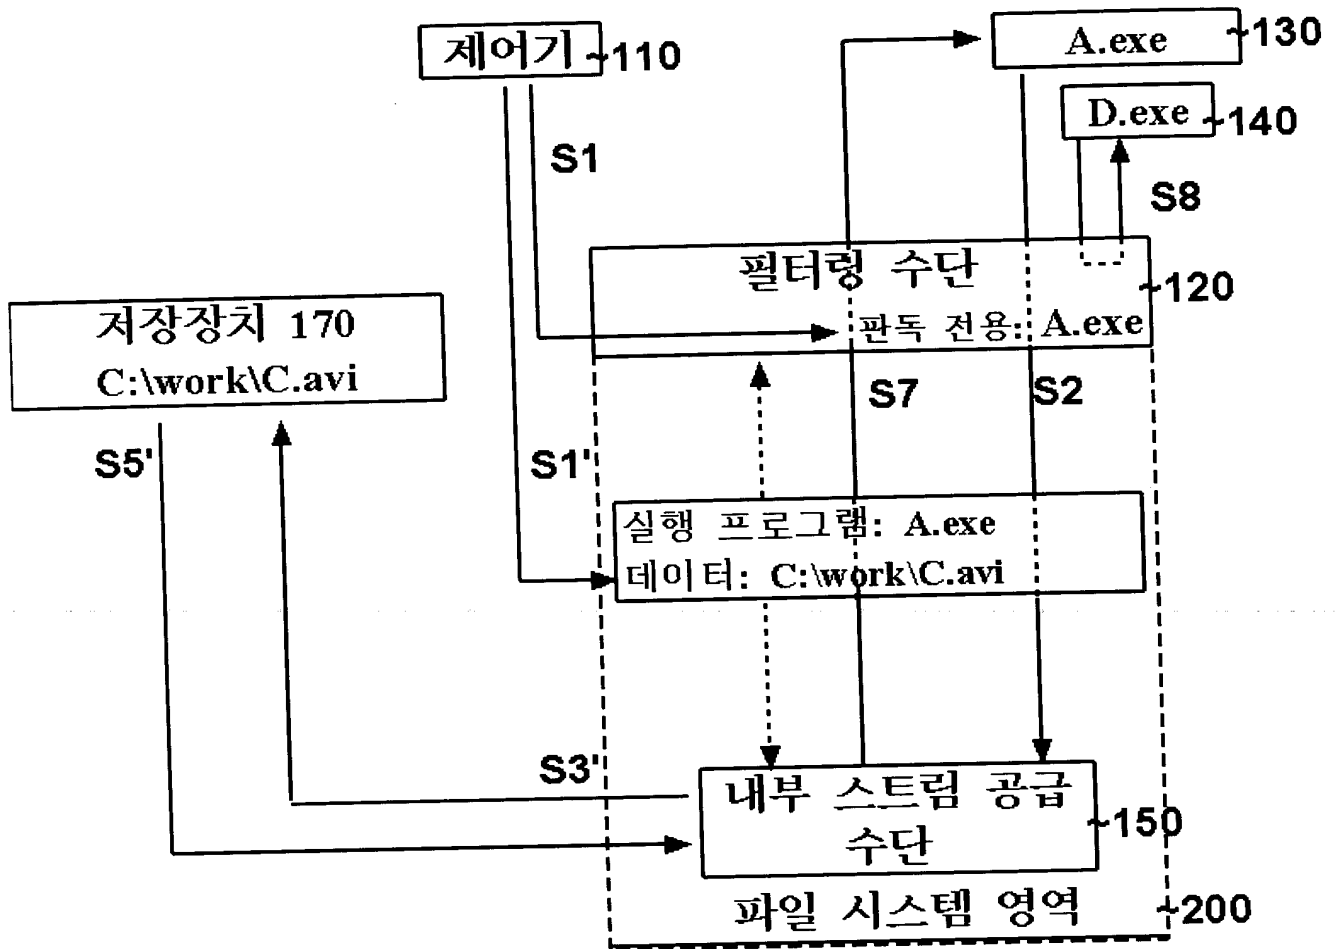 제어기 ~110
A.exe ~130
D.exe ~140
S1
S8
필터링 수단 ~120
판독 전용: A.exe
저장장치 170
C:\work\C.avi
S7
S2
S5'
S1'
실행 프로그램: A.exe
데이터: C:\work\C.avi
S3'
내부 스트림 공급
수단 ~150
파일 시스템 영역 ~200